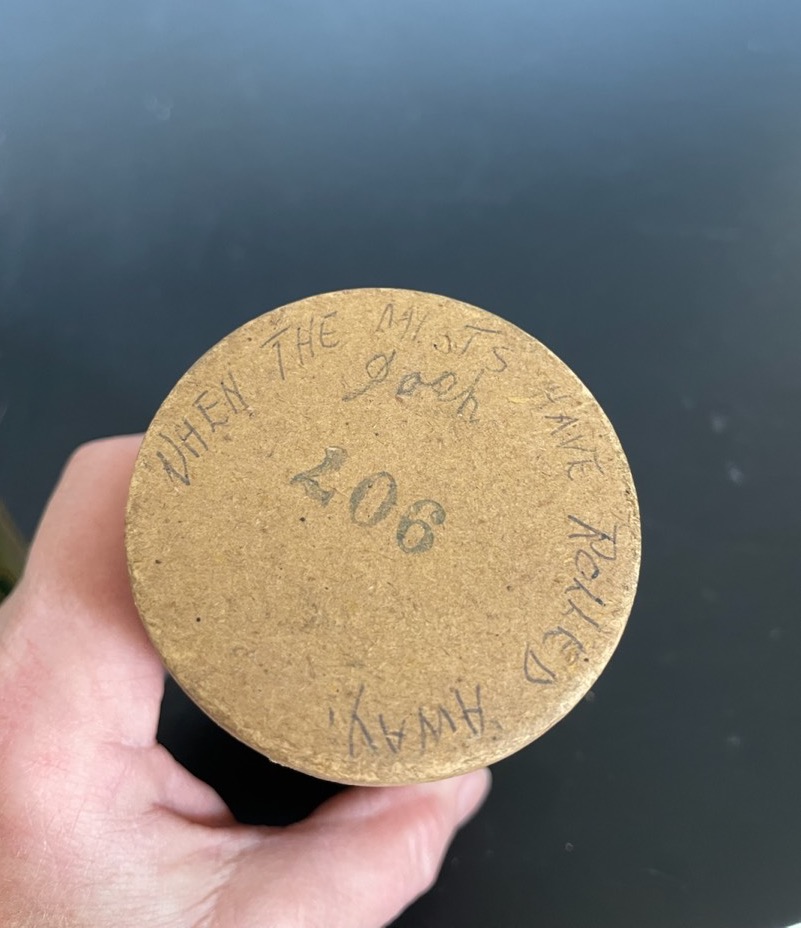 WHEN THE MISTS HAVE ROLLED AWAY.
206